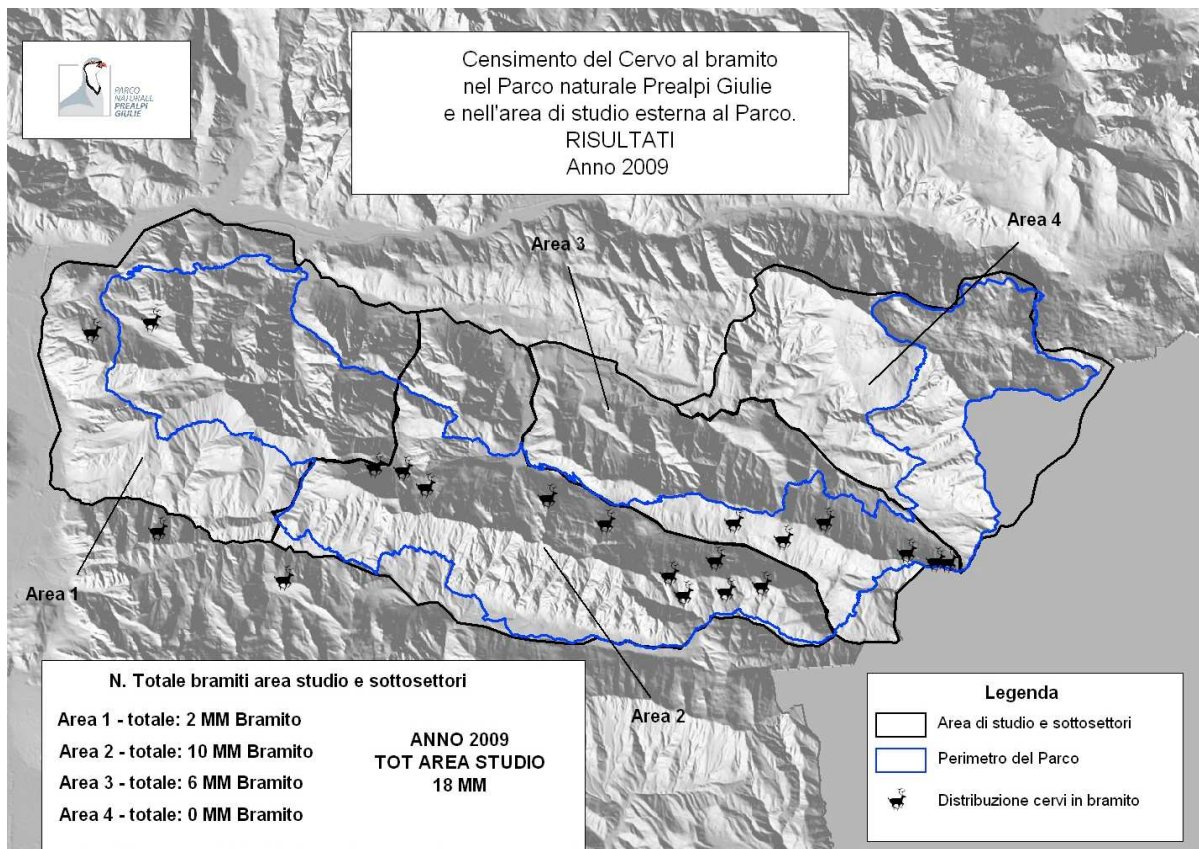 PARCO
NATURALE
PREALPI
GIULIE
Censimento del Cervo al bramito
nel Parco naturale Prealpi Giulie
e nell'area di studio esterna al Parco.
RISULTATI
Anno 2009
Area 4
Area 3
Area 1
Area 2
N. Totale bramiti area studio e sottosettori
Area 1 - totale: 2 MM Bramito
Area 2 - totale: 10 MM Bramito
Area 3 - totale: 6 MM Bramito
Area 4 - totale: 0 MM Bramito
ANNO 2009
TOT AREA STUDIO
18 MM
Legenda
Area di studio e sottosettori
Perimetro del Parco
Distribuzione cervi in bramito